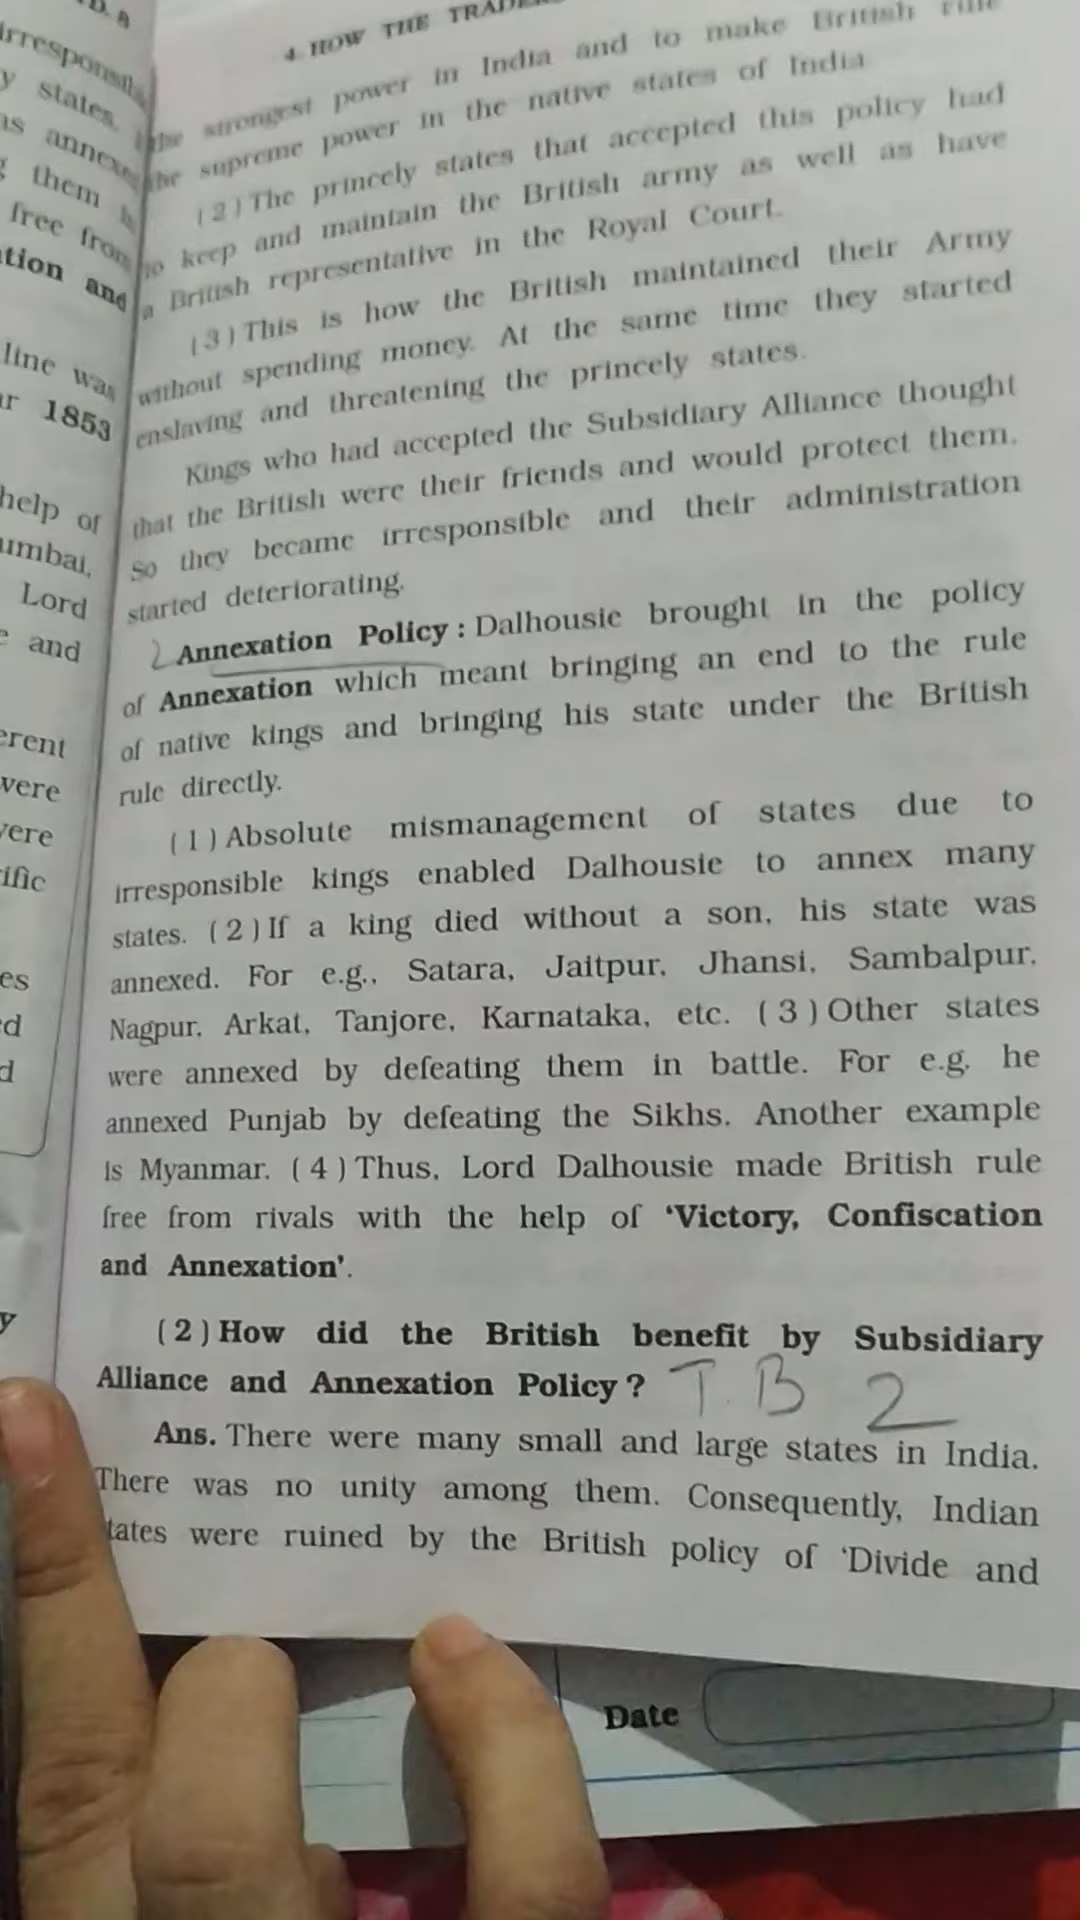 D. 8
irresponsib
y states,
as annexe
g them
free from
ation and
line was
ar 1853
help of
umbai,
Lord
e and
erent
were
vere
ific
es
ed
d
y
4. HOW THE TRADE
the strongest power in India and to make British rule
the supreme power in the native states of India
(2) The princely states that accepted this policy had
to keep and maintain the British army as well as have
a British representative in the Royal Court.
(3) This is how the British maintained their Army
without spending money. At the same time they started
enslaving and threatening the princely states.
Kings who had accepted the Subsidiary Alliance thought
that the British were their friends and would protect them.
So they became irresponsible and their administration
started deteriorating.
2 Annexation Policy : Dalhousie brought in the policy
of Annexation which meant bringing an end to the rule
of native kings and bringing his state under the British
rule directly.
(1) Absolute mismanagement of states due to
irresponsible kings enabled Dalhousie to annex many
states. (2) If a king died without a son, his state was
annexed. For e.g., Satara, Jaitpur, Jhansi, Sambalpur,
Nagpur, Arkat, Tanjore, Karnataka, etc. (3) Other states
were annexed by defeating them in battle. For e.g. he
annexed Punjab by defeating the Sikhs. Another example
is Myanmar. (4) Thus, Lord Dalhousie made British rule
free from rivals with the help of ‘Victory, Confiscation
and Annexation’.
(2) How did the British benefit by Subsidiary
Alliance and Annexation Policy ? T. B 2
Ans. There were many small and large states in India.
There was no unity among them. Consequently, Indian
tates were ruined by the British policy of ‘Divide and
Date